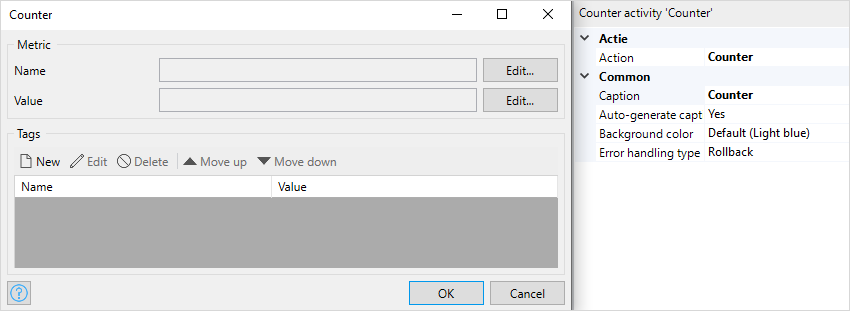 Counter
Metric
Name
Edit...
Value
Edit...
Tags
New Edit Delete Move up Move down
Name Value
? OK Cancel
Counter activity 'Counter'
Actie
Action Counter
Common
Caption Counter
Auto-generate capt Yes
Background color Default (Light blue)
Error handling type Rollback